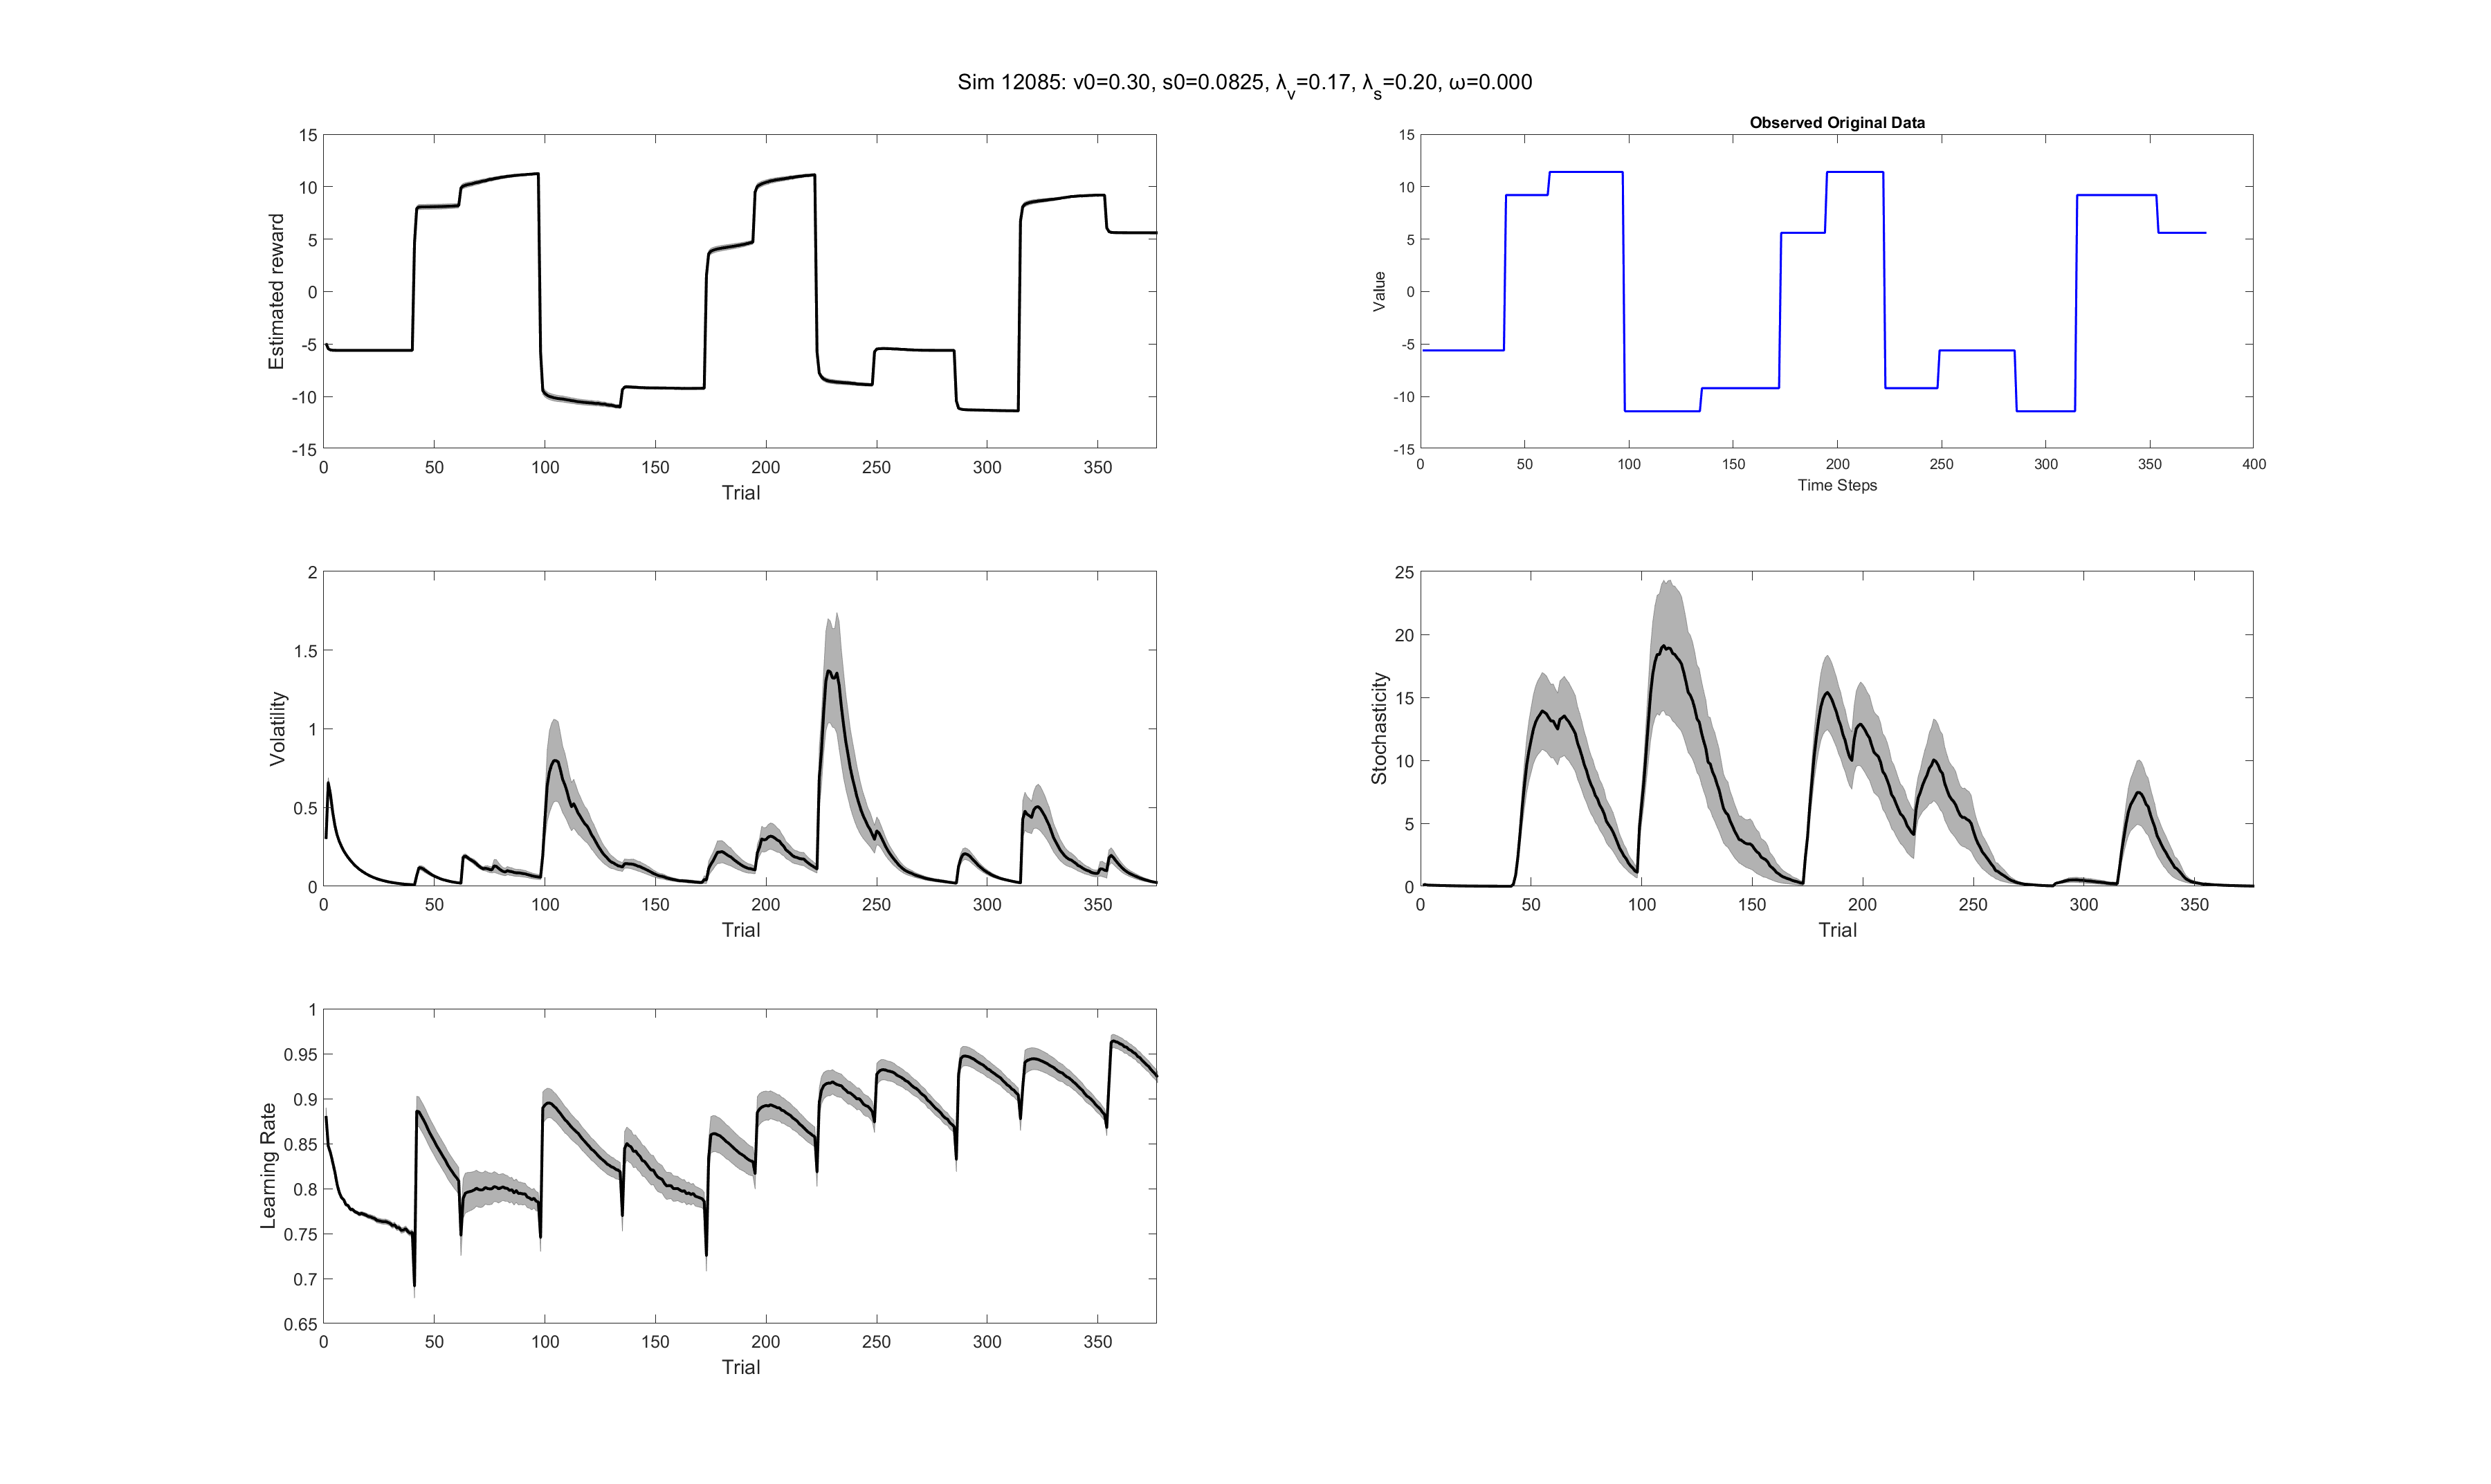 Sim 12085: v0=0.30, s0=0.0825, λv=0.17, λs=0.20, ω=0.000
15
10
5
0
-5
-10
-15
Estimated reward
0 50 100 150 200 250 300 350
Trial
Observed Original Data
15
10
5
0
-5
-10
-15
Value
0 50 100 150 200 250 300 350 400
Time Steps
2
1.5
1
0.5
0
Volatility
0 50 100 150 200 250 300 350
Trial
25
20
15
10
5
0
Stochasticity
0 50 100 150 200 250 300 350
Trial
1
0.95
0.9
0.85
0.8
0.75
0.7
0.65
Learning Rate
0 50 100 150 200 250 300 350
Trial